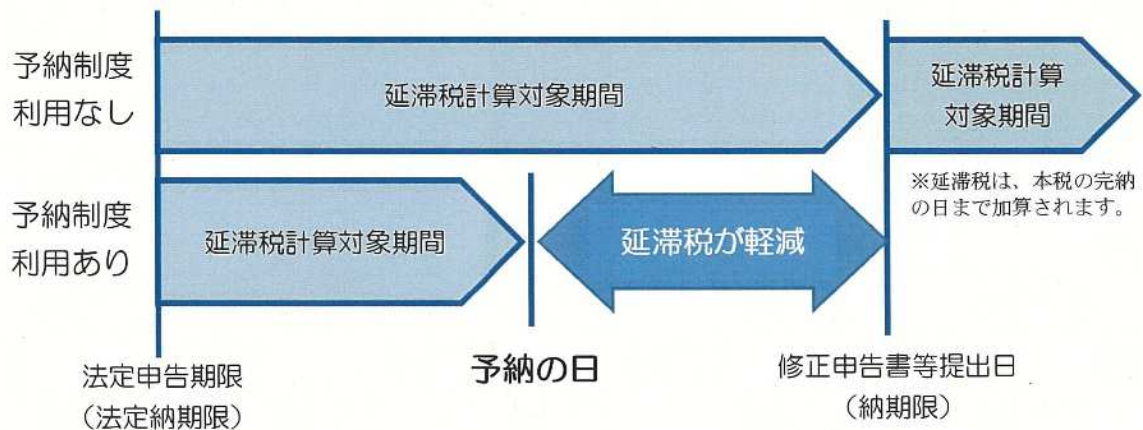 予納制度
利用なし
延滞税計算対象期間
延滞税計算
対象期間
※延滞税は、本税の完納
の日まで加算されます。
予納制度
利用あり
延滞税計算対象期間
延滞税が軽減
法定申告期限
（法定納期限）
予納の日
修正申告書等提出日
（納期限）